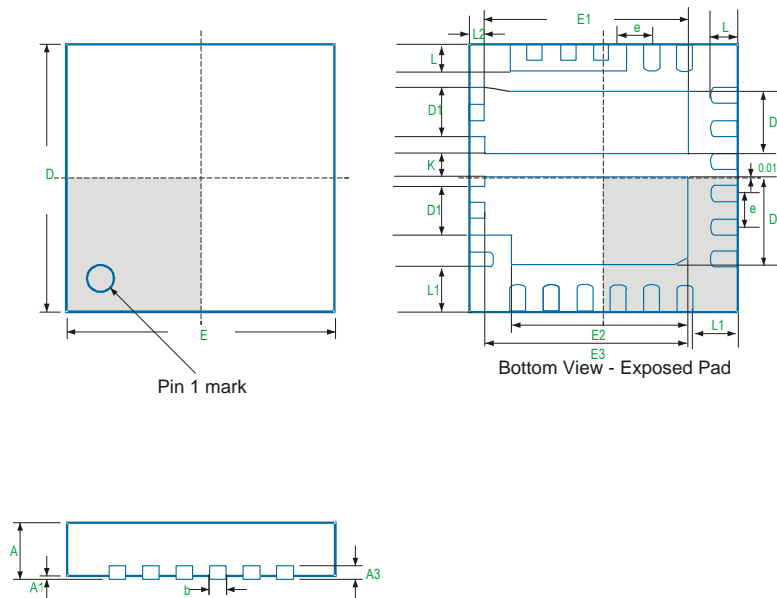 E1
L2
e
L
L
D1
D
D
K
0.01
D1
e
D
L1
L1
E
E2
E3
Pin 1 mark
Bottom View - Exposed Pad
A
A3
A1
b